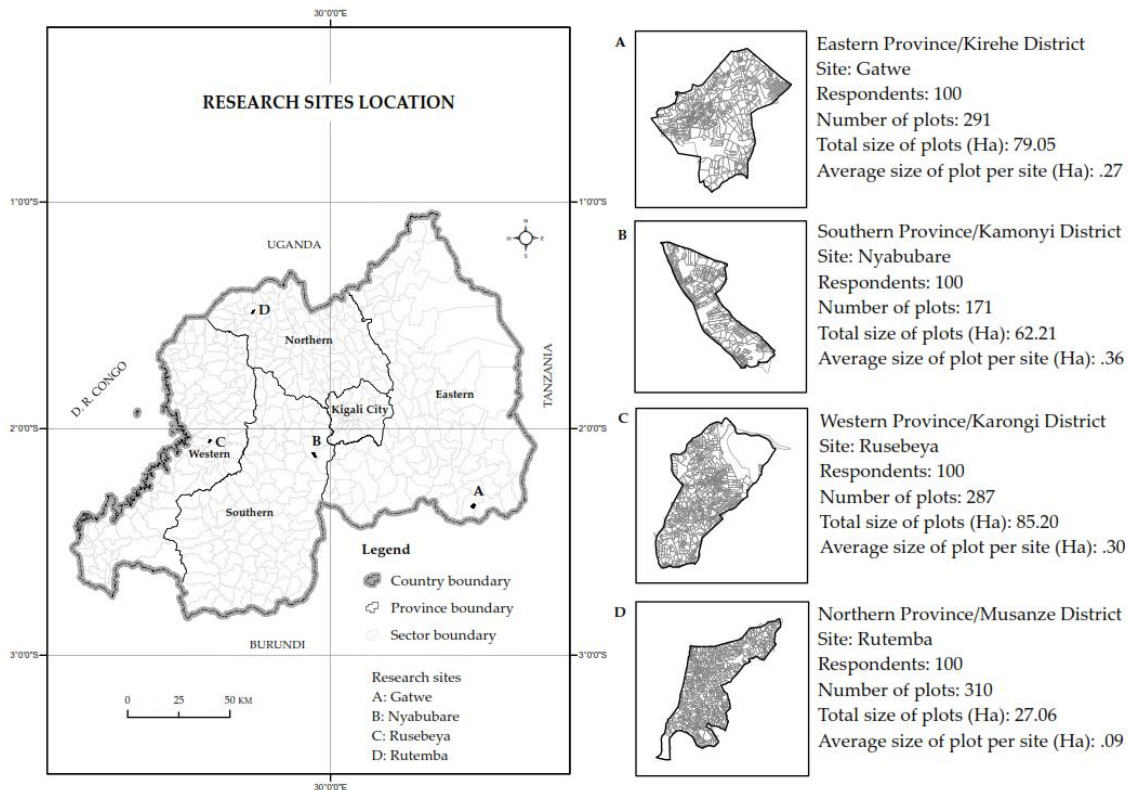 30°0'0"E
RESEARCH SITES LOCATION
1°0'0"S
1°0'0"S
UGANDA
N
W
E
S
D
Northern
D. R. CONGO
Eastern
TANZANIA
Kigali City
2°0'0"S
2°0'0"S
C
B
Western
A
Southern
Legend
Country boundary
Province boundary
Sector boundary
BURUNDI
3°0'0"S
3°0'0"S
Research sites
A: Gatwe
B: Nyabubare
C: Rusebeya
D: Rutemba
0 25 50 KM
30°0'0"E
A
Eastern Province/Kirehe District
Site: Gatwe
Respondents: 100
Number of plots: 291
Total size of plots (Ha): 79.05
Average size of plot per site (Ha): .27
B
Southern Province/Kamonyi District
Site: Nyabubare
Respondents: 100
Number of plots: 171
Total size of plots (Ha): 62.21
Average size of plot per site (Ha): .36
C
Western Province/Karongi District
Site: Rusebeya
Respondents: 100
Number of plots: 287
Total size of plots (Ha): 85.20
Average size of plot per site (Ha): .30
D
Northern Province/Musanze District
Site: Rutemba
Respondents: 100
Number of plots: 310
Total size of plots (Ha): 27.06
Average size of plot per site (Ha): .09